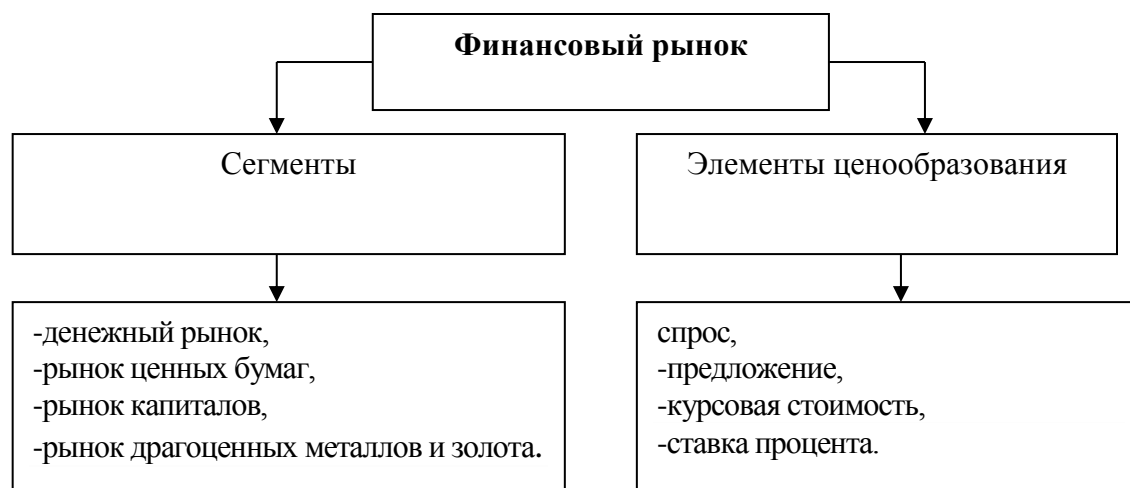 Финансовый рынок
Сегменты
Элементы ценообразования
-денежный рынок,
-рынок ценных бумаг,
-рынок капиталов,
-рынок драгоценных металлов и золота.
спрос,
-предложение,
-курсовая стоимость,
-ставка процента.